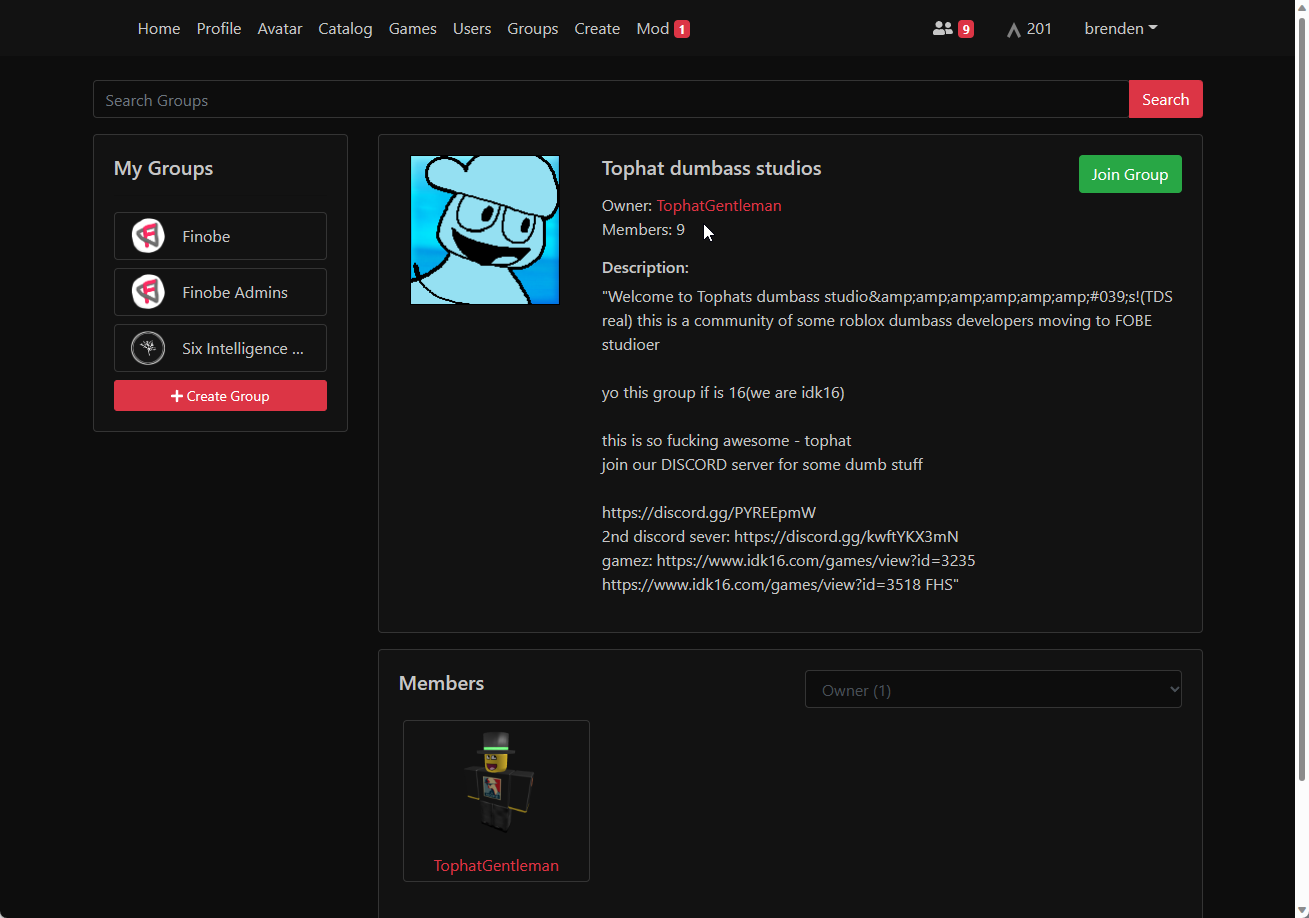 Home Profile Avatar Catalog Games Users Groups Create Mod 1 9 201 brenden
Search Groups Search
My Groups
Finobe
Finobe Admins
Six Intelligence ...
Create Group
Tophat dumbass studios
Join Group
Owner: TophatGentleman
Members: 9
Description:
"Welcome to Tophats dumbass studio&amp;amp;amp;amp;amp;amp;#039;s!(TDS
real) this is a community of some roblox dumbass developers moving to FOBE
studioer
yo this group if is 16(we are idk16)
this is so fucking awesome - tophat
join our DISCORD server for some dumb stuff
https://discord.gg/PYREEpmW
2nd discord sever: https://discord.gg/kwftYKX3mN
gamez: https://www.idk16.com/games/view?id=3235
https://www.idk16.com/games/view?id=3518 FHS"
Members
Owner (1)
TophatGentleman